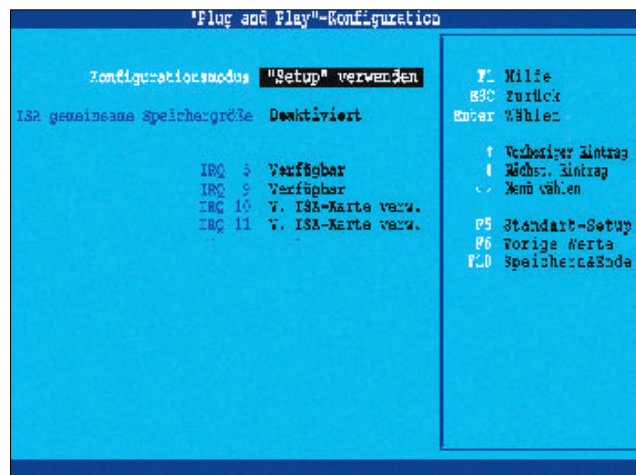 "Plug and Play"-Konfiguration
Konfigurationsmodus "Setup" verwenden
ISA gemeinsame Speichergröße Deaktiviert
IRQ 5 Verfügbar
IRQ 9 Verfügbar
IRQ 10 V. ISA-Karte verw.
IRQ 11 V. ISA-Karte verw.
F1 Hilfe
ESC Zurück
Enter Wählen
↑ Vorheriger Eintrag
↓ Nächst. Eintrag
Menü wählen
F5 Standart-Setup
F6 Vorige Werte
F10 Speichern&Ende